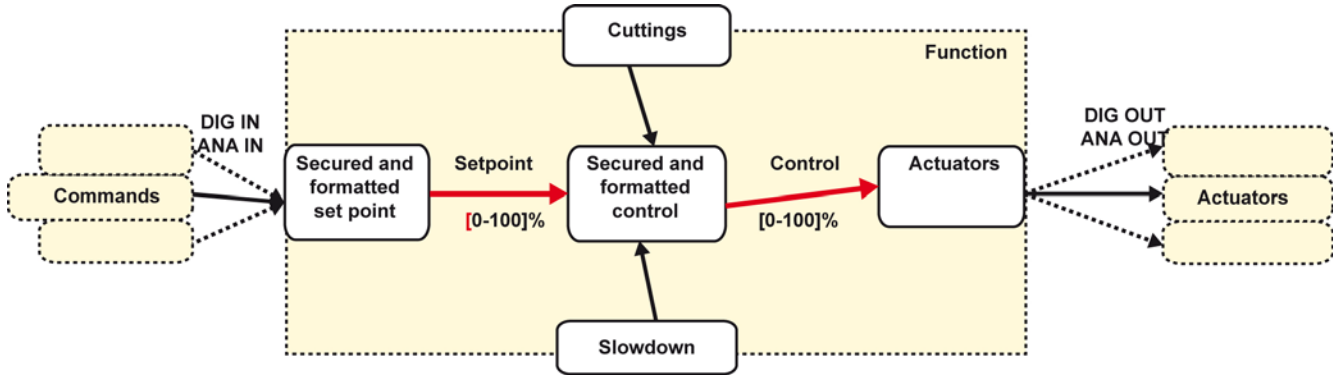 Cuttings
Function
DIG IN
ANA IN
DIG OUT
ANA OUT
Commands
Secured and
formatted
set point
Setpoint
[0-100]%
Secured and
formatted
control
Control
[0-100]%
Actuators
Actuators
Slowdown